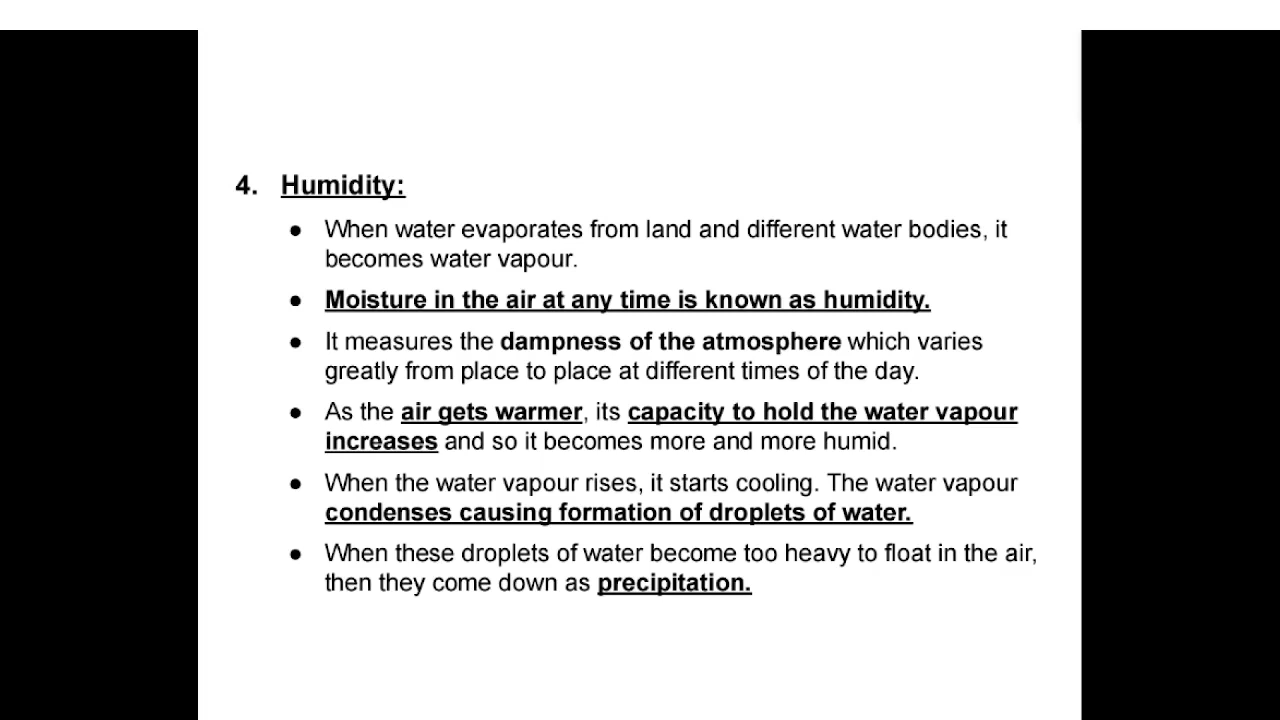 4. Humidity:
● When water evaporates from land and different water bodies, it
becomes water vapour.
● Moisture in the air at any time is known as humidity.
● It measures the dampness of the atmosphere which varies
greatly from place to place at different times of the day.
● As the air gets warmer, its capacity to hold the water vapour
increases and so it becomes more and more humid.
● When the water vapour rises, it starts cooling. The water vapour
condenses causing formation of droplets of water.
● When these droplets of water become too heavy to float in the air,
then they come down as precipitation.